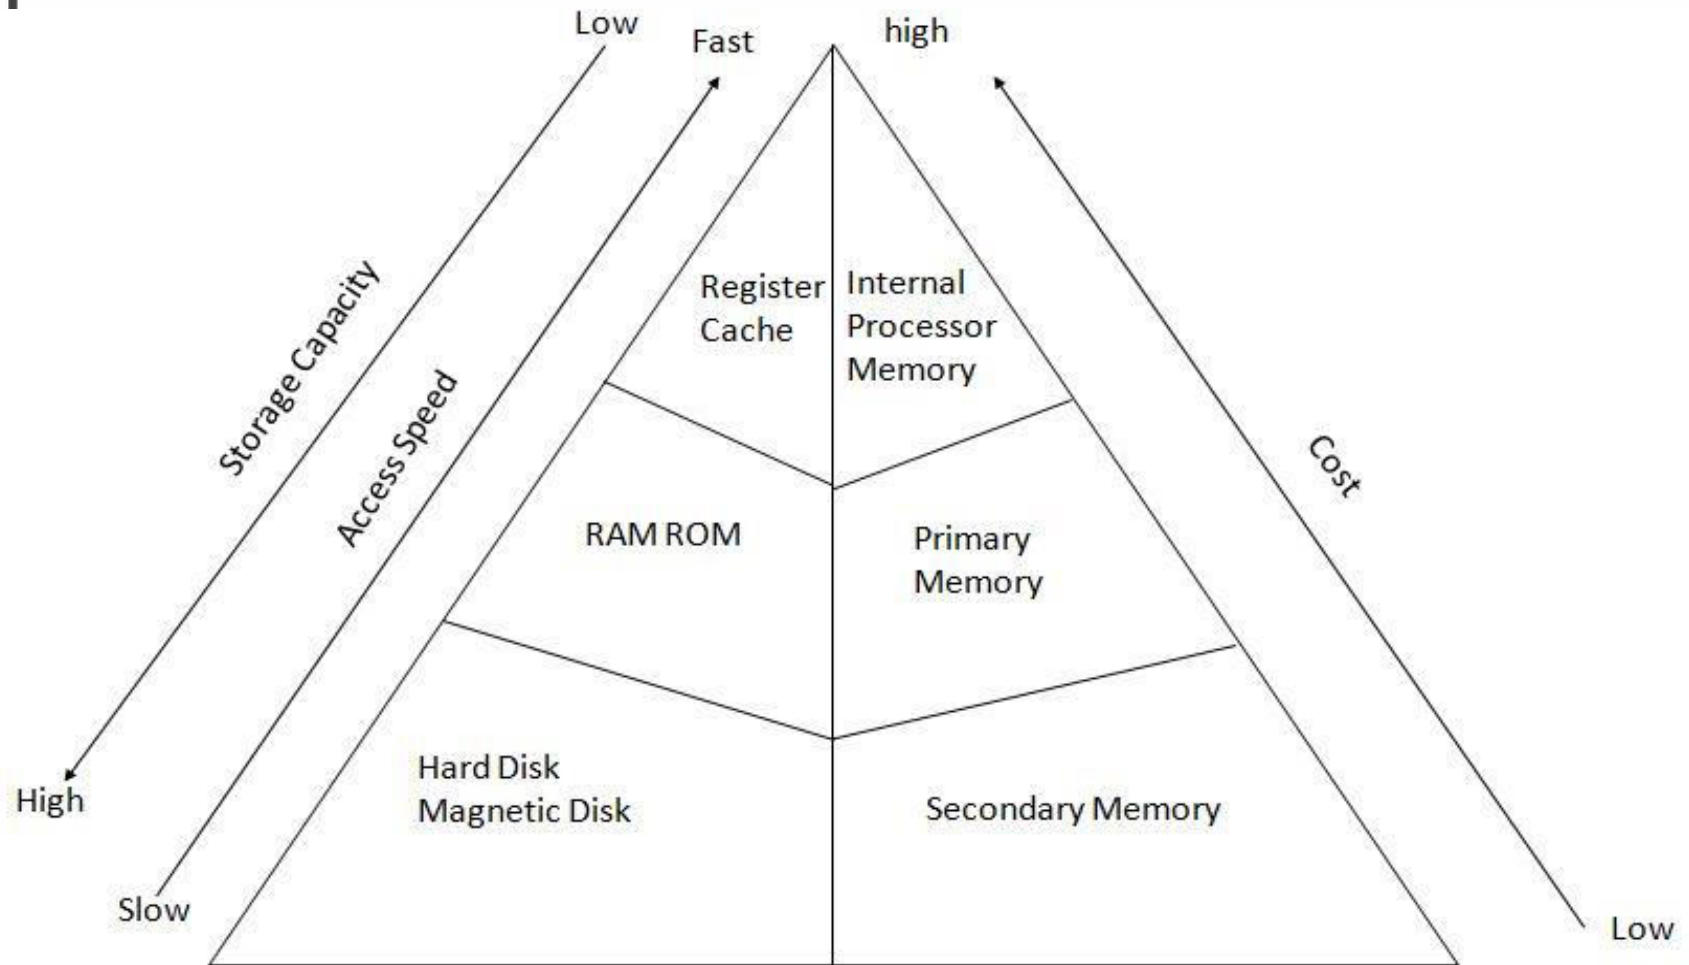 Low
Fast
high
Storage Capacity
Access Speed
Cost
Register
Cache
Internal
Processor
Memory
RAM ROM
Primary
Memory
Hard Disk
Magnetic Disk
Secondary Memory
High
Slow
Low